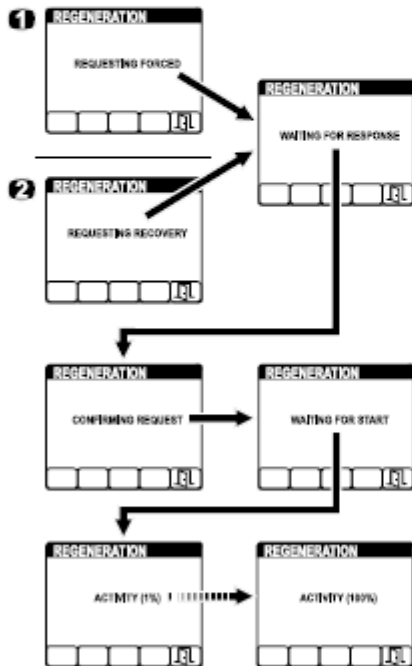 1
REGENERATION
REQUESTING FORCED
REGENERATION
WAITING FOR RESPONSE
2
REGENERATION
REQUESTING RECOVERY
REGENERATION
CONFIRMING REQUEST
REGENERATION
WAITING FOR START
REGENERATION
ACTIVITY (1%)
REGENERATION
ACTIVITY (100%)